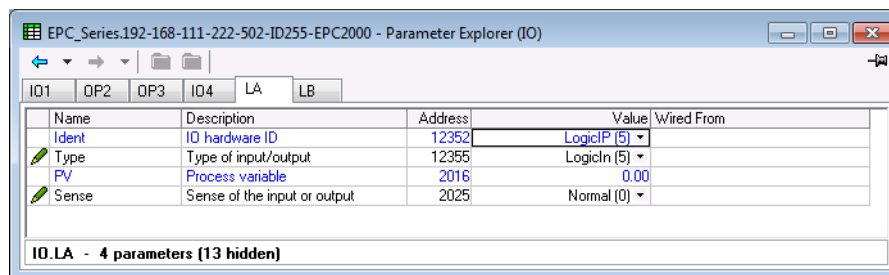 EPC_Series.192-168-111-222-502-ID255-EPC2000 - Parameter Explorer (IO)
IO1 OP2 OP3 IO4 LA LB
Name Description Address Value Wired From
Ident IO hardware ID 12352 LogicIP (5)
Type Type of input/output 12355 LogicIn (5)
PV Process variable 2016 0.00
Sense Sense of the input or output 2025 Normal (0)
IO.LA - 4 parameters (13 hidden)